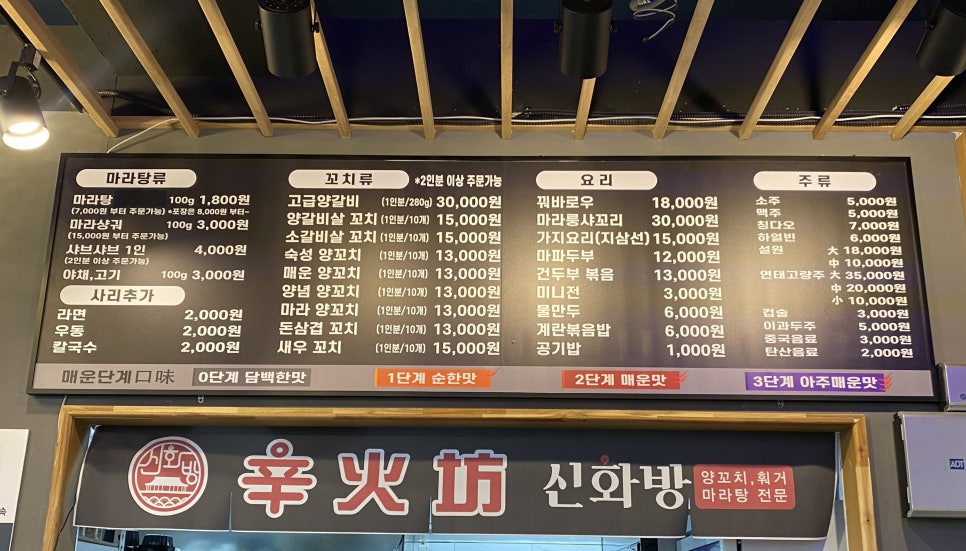 마라탕류
마라탕 100g 1,800원
(7,000원 부터 주문가능) *포장은 8,000원 부터~
마라샹궈 100g 3,000원
(15,000원 부터 주문가능)
샤브샤브 1인 4,000원
(2인분 이상 주문가능)
야채,고기 100g 3,000원
사리추가
라면 2,000원
우동 2,000원
칼국수 2,000원
꼬치류 *2인분 이상 주문가능
고급양갈비 (1인분/280g) 30,000원
양갈비살 꼬치 (1인분/10개) 15,000원
소갈비살 꼬치 (1인분/10개) 15,000원
숙성 양꼬치 (1인분/10개) 13,000원
매운 양꼬치 (1인분/10개) 13,000원
양념 양꼬치 (1인분/10개) 13,000원
마라 양꼬치 (1인분/10개) 13,000원
돈삼겹 꼬치 (1인분/10개) 13,000원
새우 꼬치 (1인분/10개) 15,000원
요리
꿔바로우 18,000원
마라룽샤꼬리 30,000원
가지요리(지삼선) 15,000원
마파두부 12,000원
건두부 볶음 13,000원
미니전 3,000원
물만두 6,000원
계란볶음밥 6,000원
공기밥 1,000원
주류
소주 5,000원
맥주 5,000원
칭다오 7,000원
하얼빈 6,000원
설원 大 18,000원
中 10,000원
연태고량주 大 35,000원
中 20,000원
小 10,000원
컵술 3,000원
이과두주 5,000원
중국음료 3,000원
탄산음료 2,000원
매운단계口味 0단계 담백한맛 1단계 순한맛 2단계 매운맛 3단계 아주매운맛
신화방
辛火坊 신화방 양꼬치,훠거
마라탕 전문
ADT
속